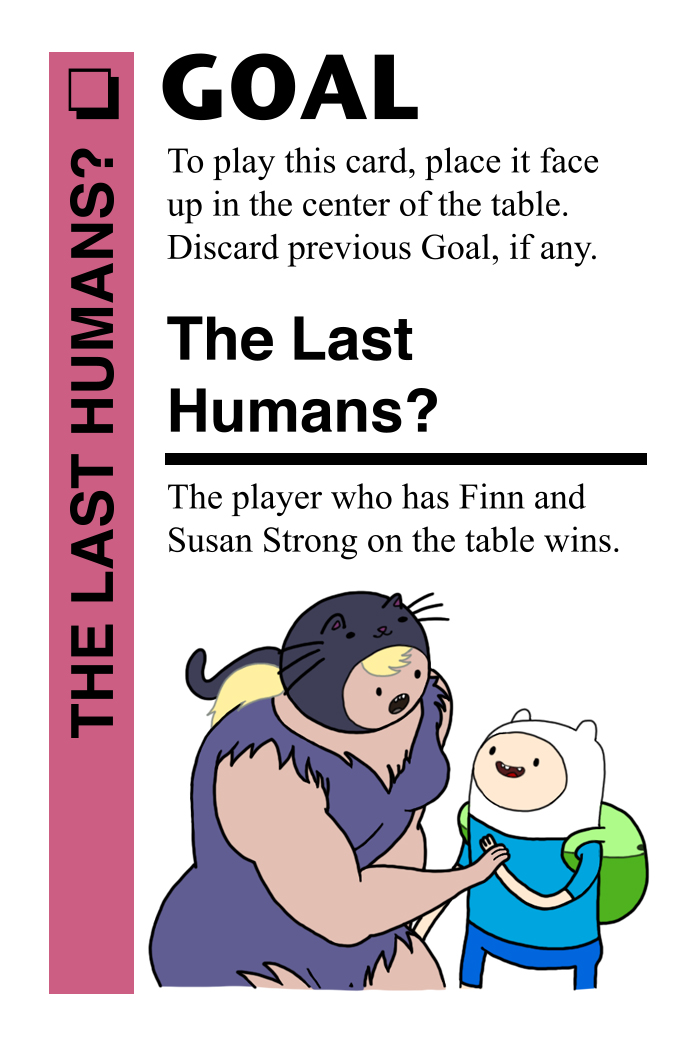 THE LAST HUMANS?
GOAL
To play this card, place it face
up in the center of the table.
Discard previous Goal, if any.
The Last
Humans?
The player who has Finn and
Susan Strong on the table wins.